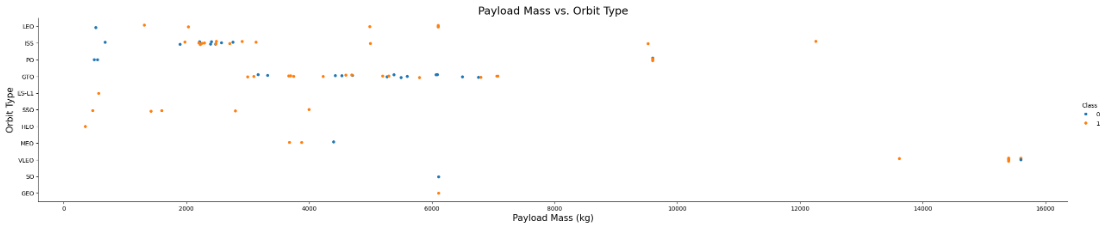 Payload Mass vs. Orbit Type
Orbit Type
LEO
ISS
PO
GTO
ES-L1
SSO
HEO
MEO
VLEO
SO
GEO
0
2000
4000
6000
8000
10000
12000
14000
16000
Payload Mass (kg)
Class
0
1